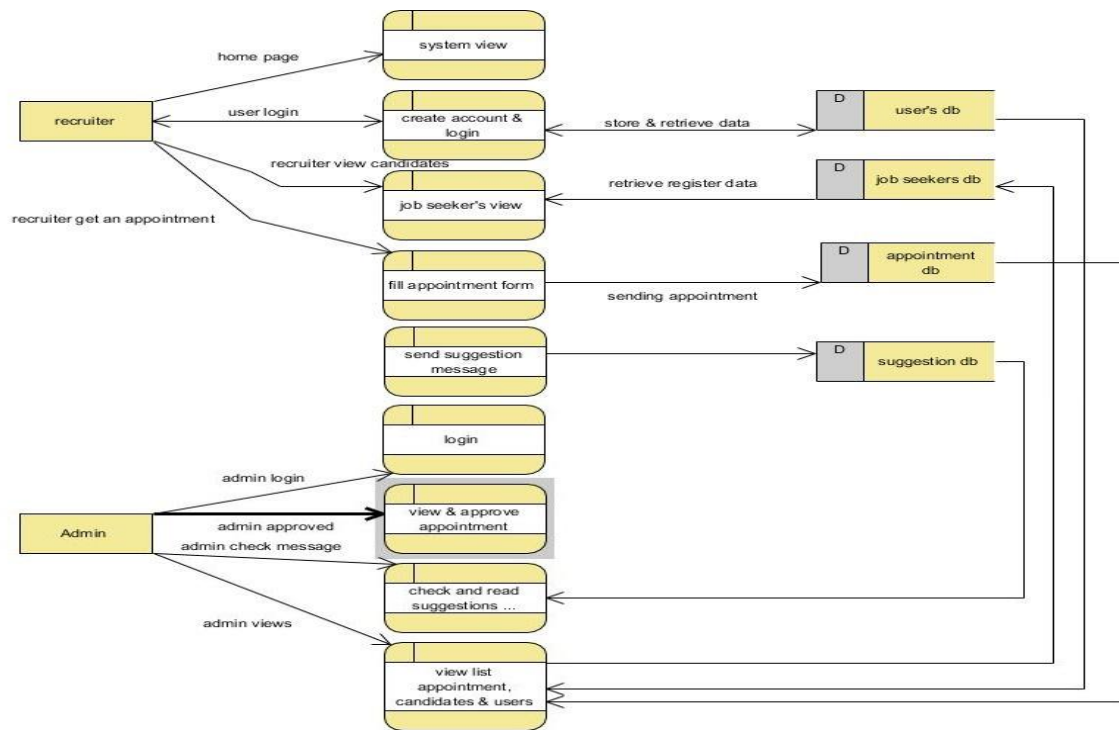 system view
home page
recruiter
user login
create account &
login
store & retrieve data
D
user's db
recruiter view candidates
job seeker's view
retrieve register data
D
job seekers db
recruiter get an appointment
fill appointment form
sending appointment
D
appointment
db
send suggestion
message
D
suggestion db
login
admin login
Admin
view & approve
appointment
admin approved
admin check message
check and read
suggestions ...
admin views
view list
appointment,
candidates & users